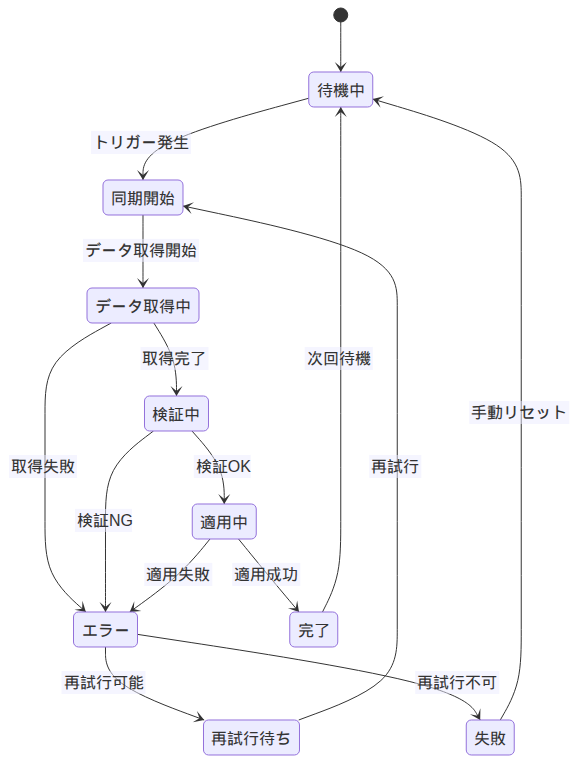 待機中
トリガー発生
同期開始
データ取得開始
データ取得中
取得完了
次回待機
検証中
手動リセット
取得失敗
検証OK
再試行
検証NG
適用中
適用失敗
適用成功
エラー
完了
再試行可能
再試行不可
再試行待ち
失敗